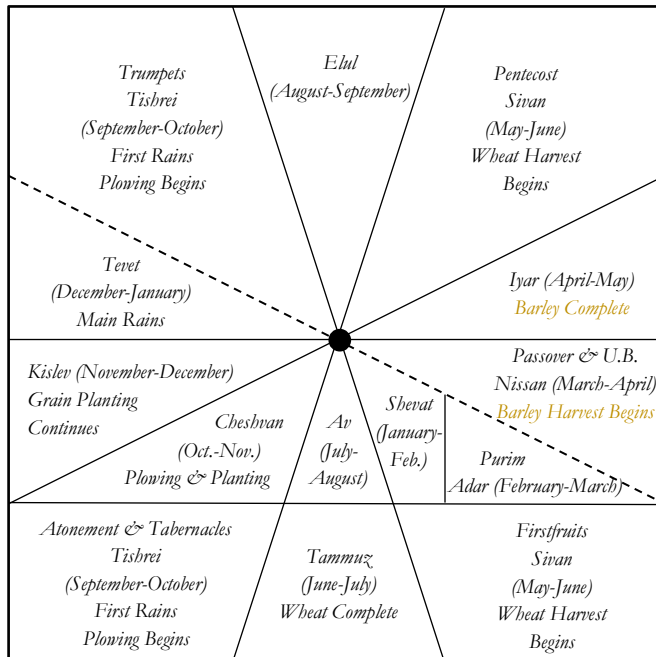 Trumpets
Tishrei
(September-October)
First Rains
Plowing Begins
Elul
(August-September)
Pentecost
Sivan
(May-June)
Wheat Harvest
Begins
Tevet
(December-January)
Main Rains
Iyar (April-May)
Barley Complete
Kislev (November-December)
Grain Planting
Continues
Passover & U.B.
Nissan (March-April)
Barley Harvest Begins
Cheshvan
(Oct.-Nov.)
Plowing & Planting
Av
(July-
August)
Shevat
(January-
Feb.)
Purim
Adar (February-March)
Atonement & Tabernacles
Tishrei
(September-October)
First Rains
Plowing Begins
Tammuz
(June-July)
Wheat Complete
Firstfruits
Sivan
(May-June)
Wheat Harvest
Begins